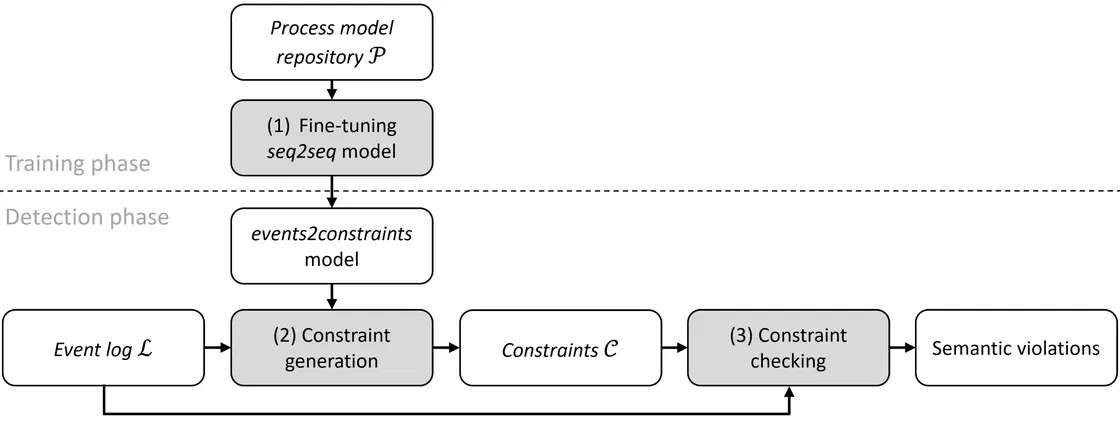 Process model
repository 𝒫
(1) Fine-tuning
seq2seq model
Training phase
Detection phase
events2constraints
model
Event log ℒ
(2) Constraint
generation
Constraints 𝒞
(3) Constraint
checking
Semantic violations